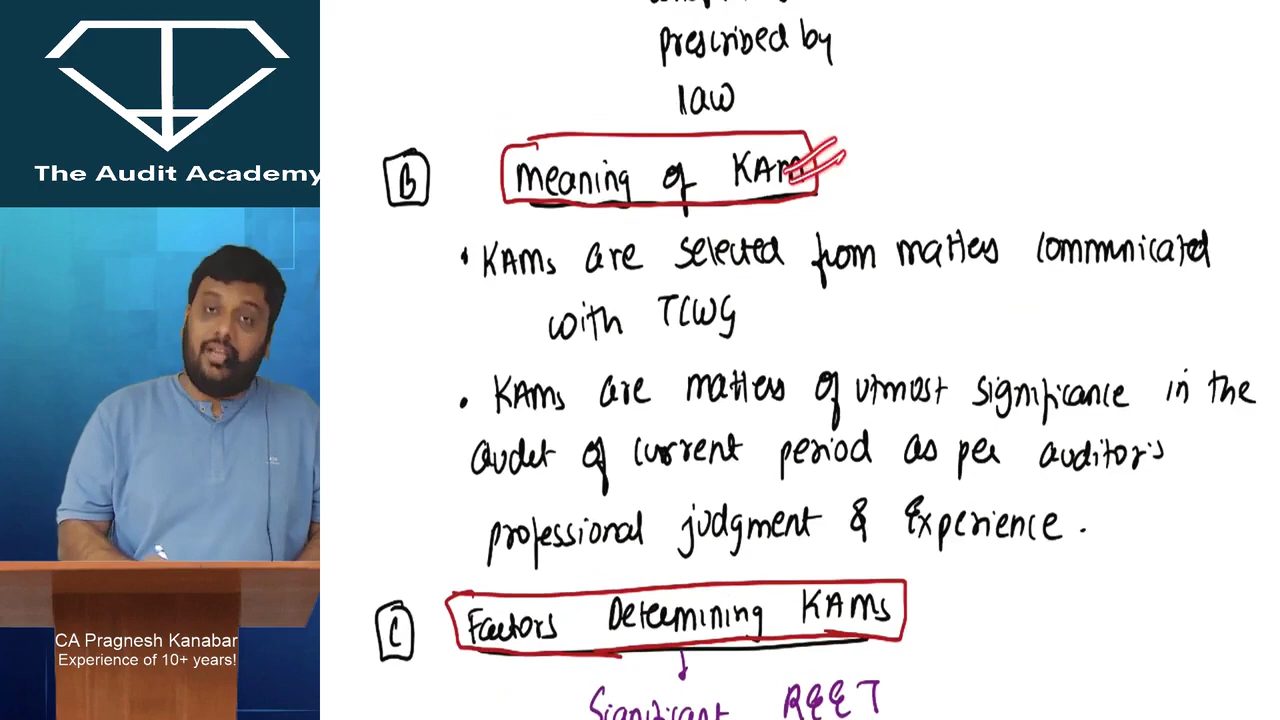 The Audit Academy
CA Pragnesh Kanabar
Experience of 10+ years!
prescribed by
law
B
Meaning of KAM
• KAMs are selected from matters communicated
with TCWG
• KAMs are matters of utmost significance in the
audit of current period as per auditor's
professional judgment & Experience.
C
Factors Determining KAMs
Significant REET